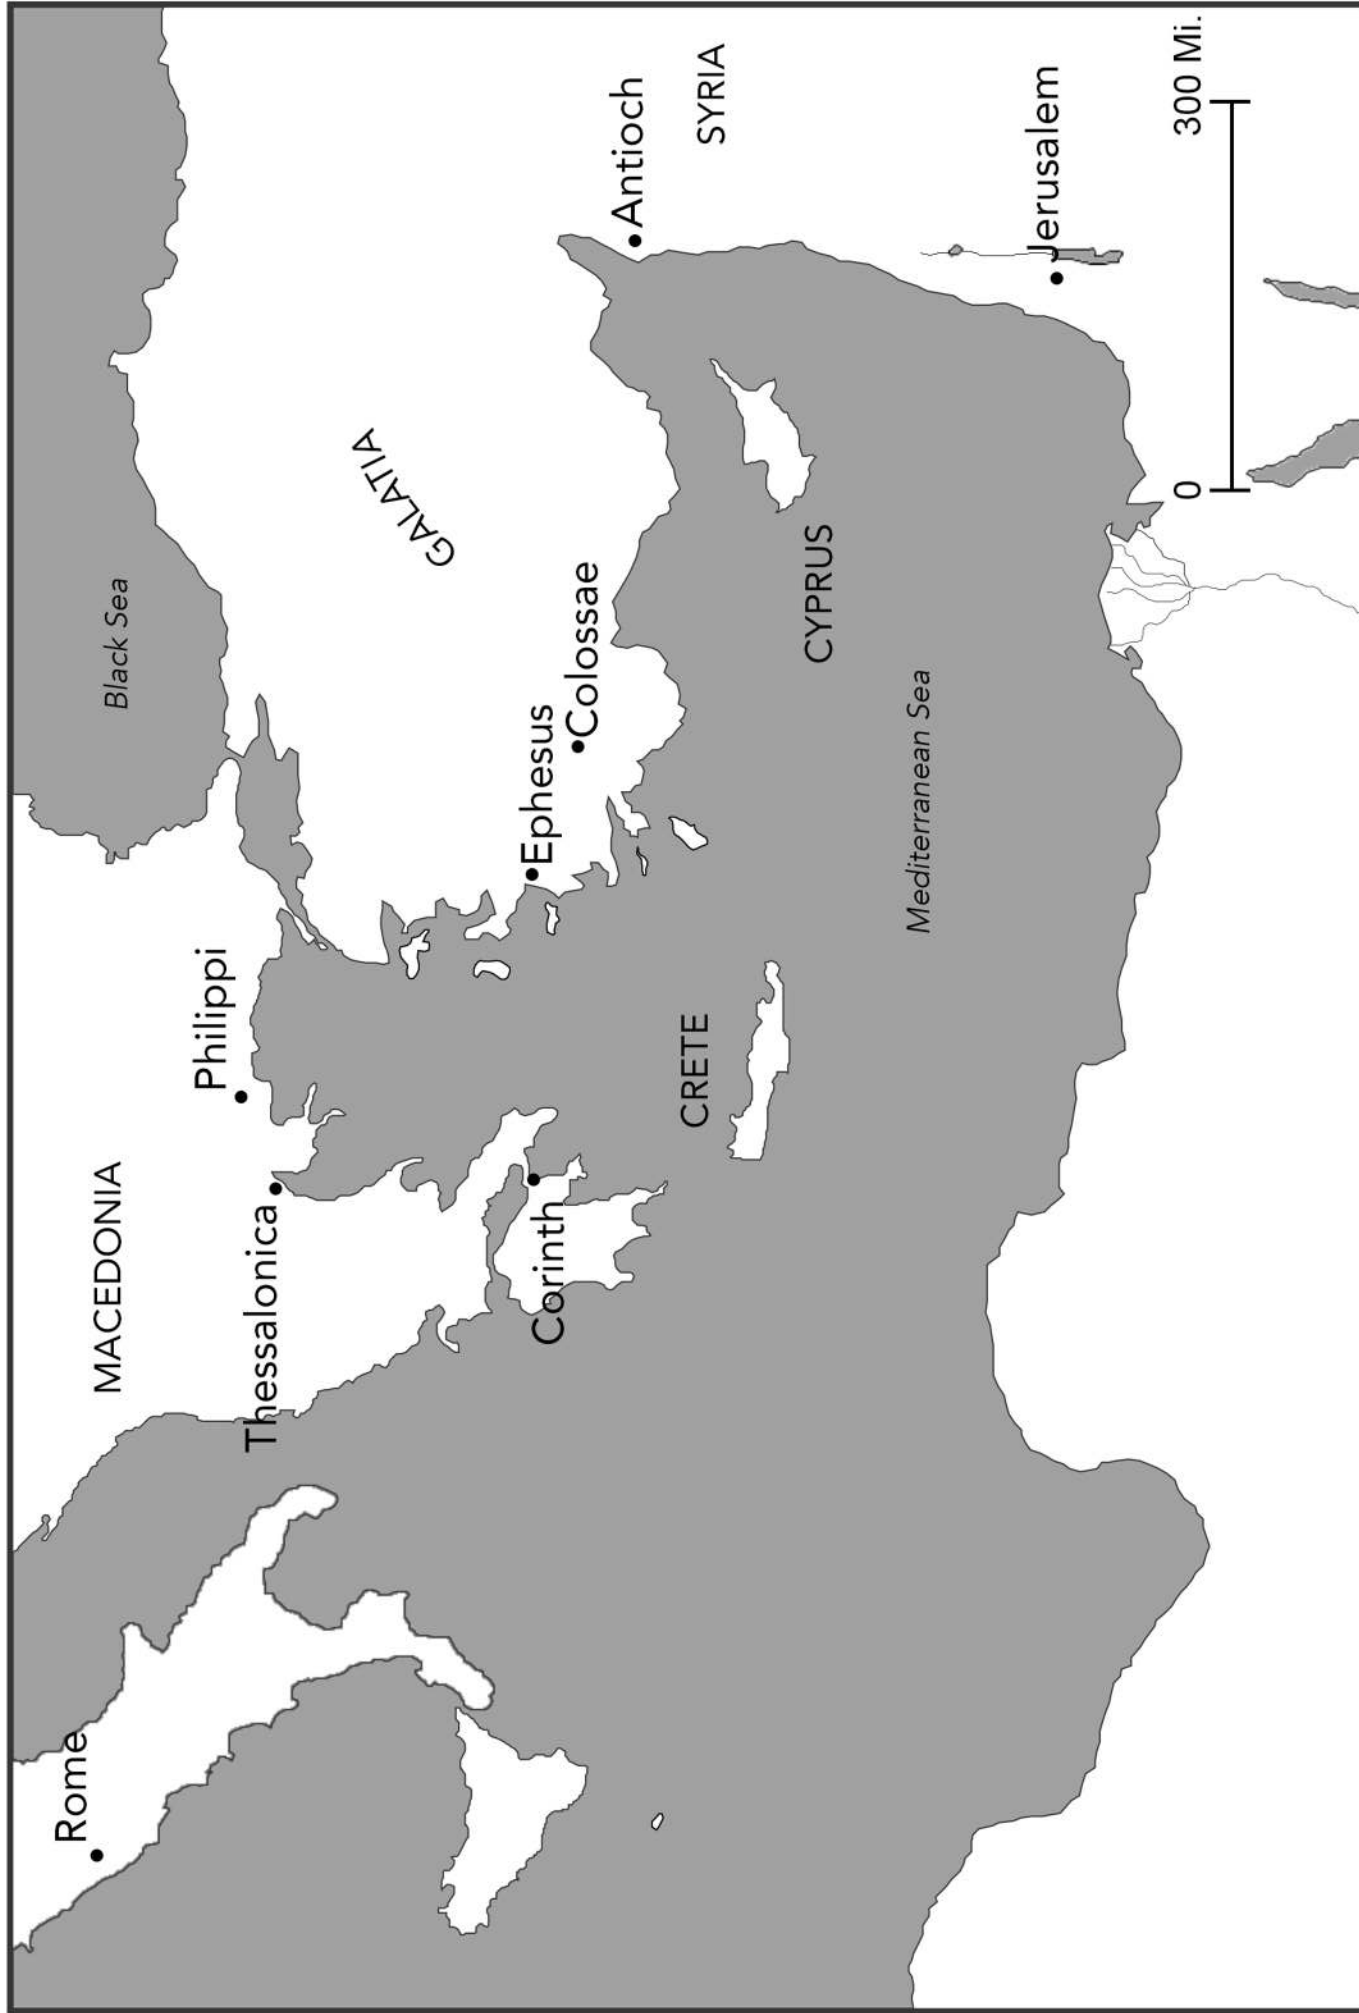 Rome
MACEDONIA
Philippi
Black Sea
Thessalonica
GALATIA
Corinth
Ephesus
Colossae
Antioch
CRETE
SYRIA
CYPRUS
Mediterranean Sea
Jerusalem
0 300 Mi.